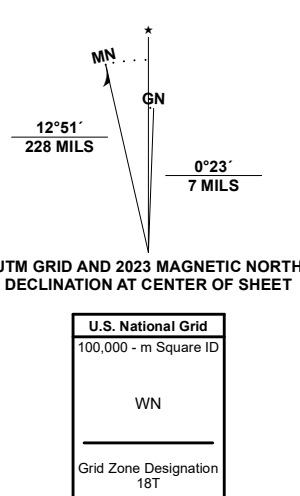 ★
MN
GN
12°51´
228 MILS
0°23´
7 MILS
UTM GRID AND 2023 MAGNETIC NORTH
DECLINATION AT CENTER OF SHEET
U.S. National Grid
100,000 - m Square ID
WN
Grid Zone Designation
18T